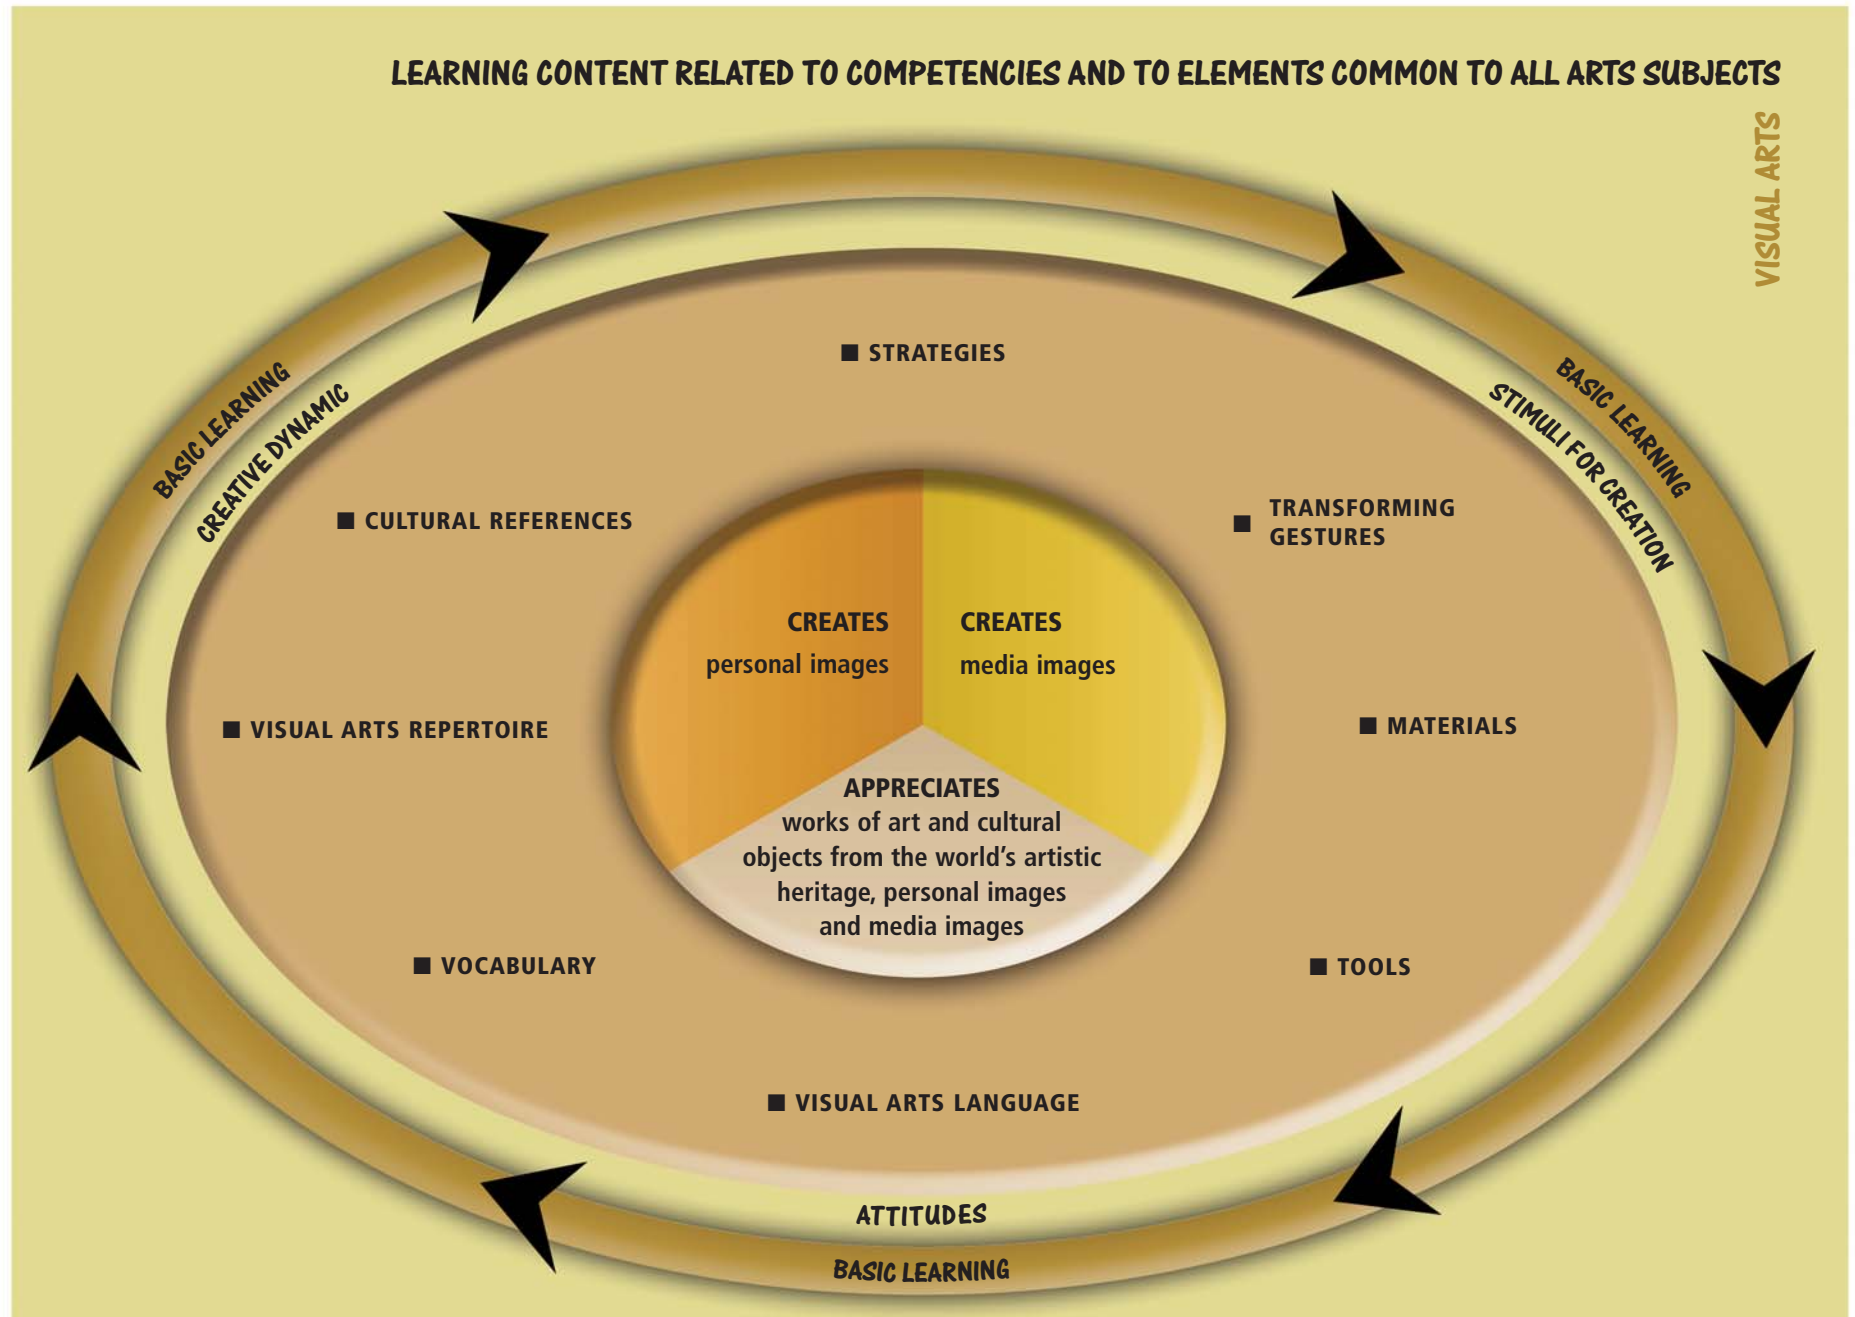 LEARNING CONTENT RELATED TO COMPETENCIES AND TO ELEMENTS COMMON TO ALL ARTS SUBJECTS
VISUAL ARTS
BASIC LEARNING
CREATIVE DYNAMIC
BASIC LEARNING
STIMULI FOR CREATION
■ STRATEGIES
■ CULTURAL REFERENCES
■ TRANSFORMING
GESTURES
CREATES
personal images
CREATES
media images
■ VISUAL ARTS REPERTOIRE
■ MATERIALS
APPRECIATES
works of art and cultural
objects from the world’s artistic
heritage, personal images
and media images
■ VOCABULARY
■ TOOLS
■ VISUAL ARTS LANGUAGE
ATTITUDES
BASIC LEARNING